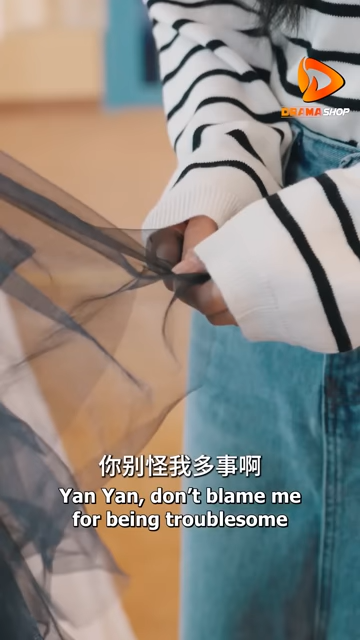 DRAMA SHOP
你别怪我多事啊
Yan Yan, don't blame me
for being troublesome